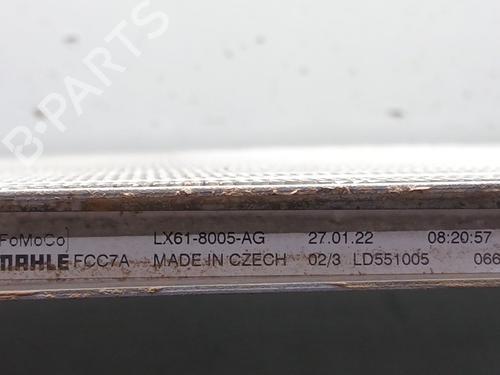 B-PARTS
FoMoCo) LX61-8005-AG 27.01.22 08:20:57
MAHLE FCC7A MADE IN CZECH 02/3 LD551005 066